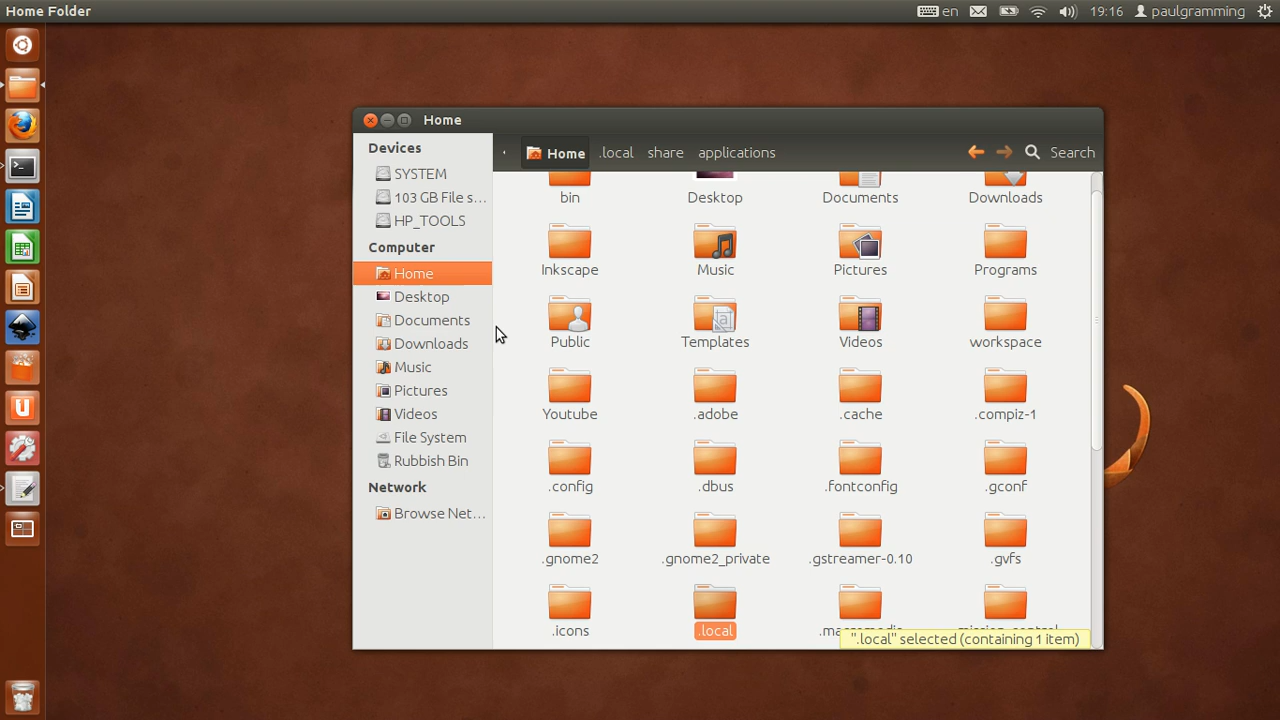 Home Folder
en
19:16
paulgramming
Home
Devices
SYSTEM
103 GB File s...
HP_TOOLS
Computer
Home
Desktop
Documents
Downloads
Music
Pictures
Videos
File System
Rubbish Bin
Network
Browse Net...
Home
.local
share
applications
Search
bin
Desktop
Documents
Downloads
Inkscape
Music
Pictures
Programs
Public
Templates
Videos
workspace
Youtube
.adobe
.cache
.compiz-1
.config
.dbus
.fontconfig
.gconf
.gnome2
.gnome2_private
.gstreamer-0.10
.gvfs
.icons
.local
".local" selected (containing 1 item)